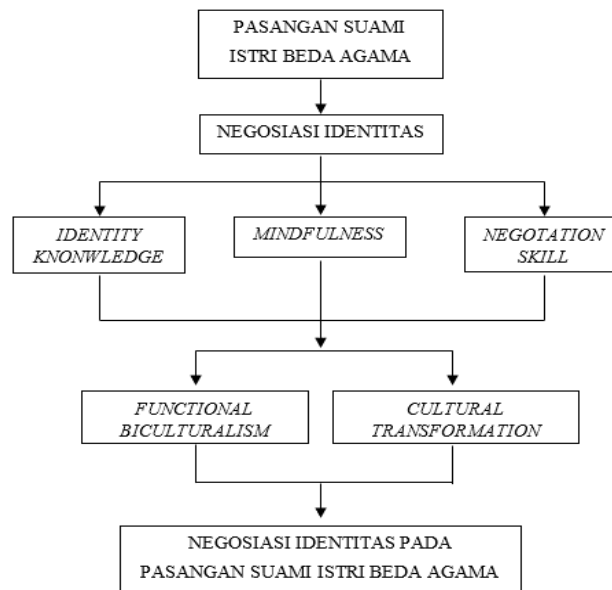 PASANGAN SUAMI
ISTRI BEDA AGAMA
NEGOSIASI IDENTITAS
IDENTITY
KNONWLEDGE
MINDFULNESS
NEGOTATION
SKILL
FUNCTIONAL
BICULTURALISM
CULTURAL
TRANSFORMATION
NEGOSIASI IDENTITAS PADA
PASANGAN SUAMI ISTRI BEDA AGAMA